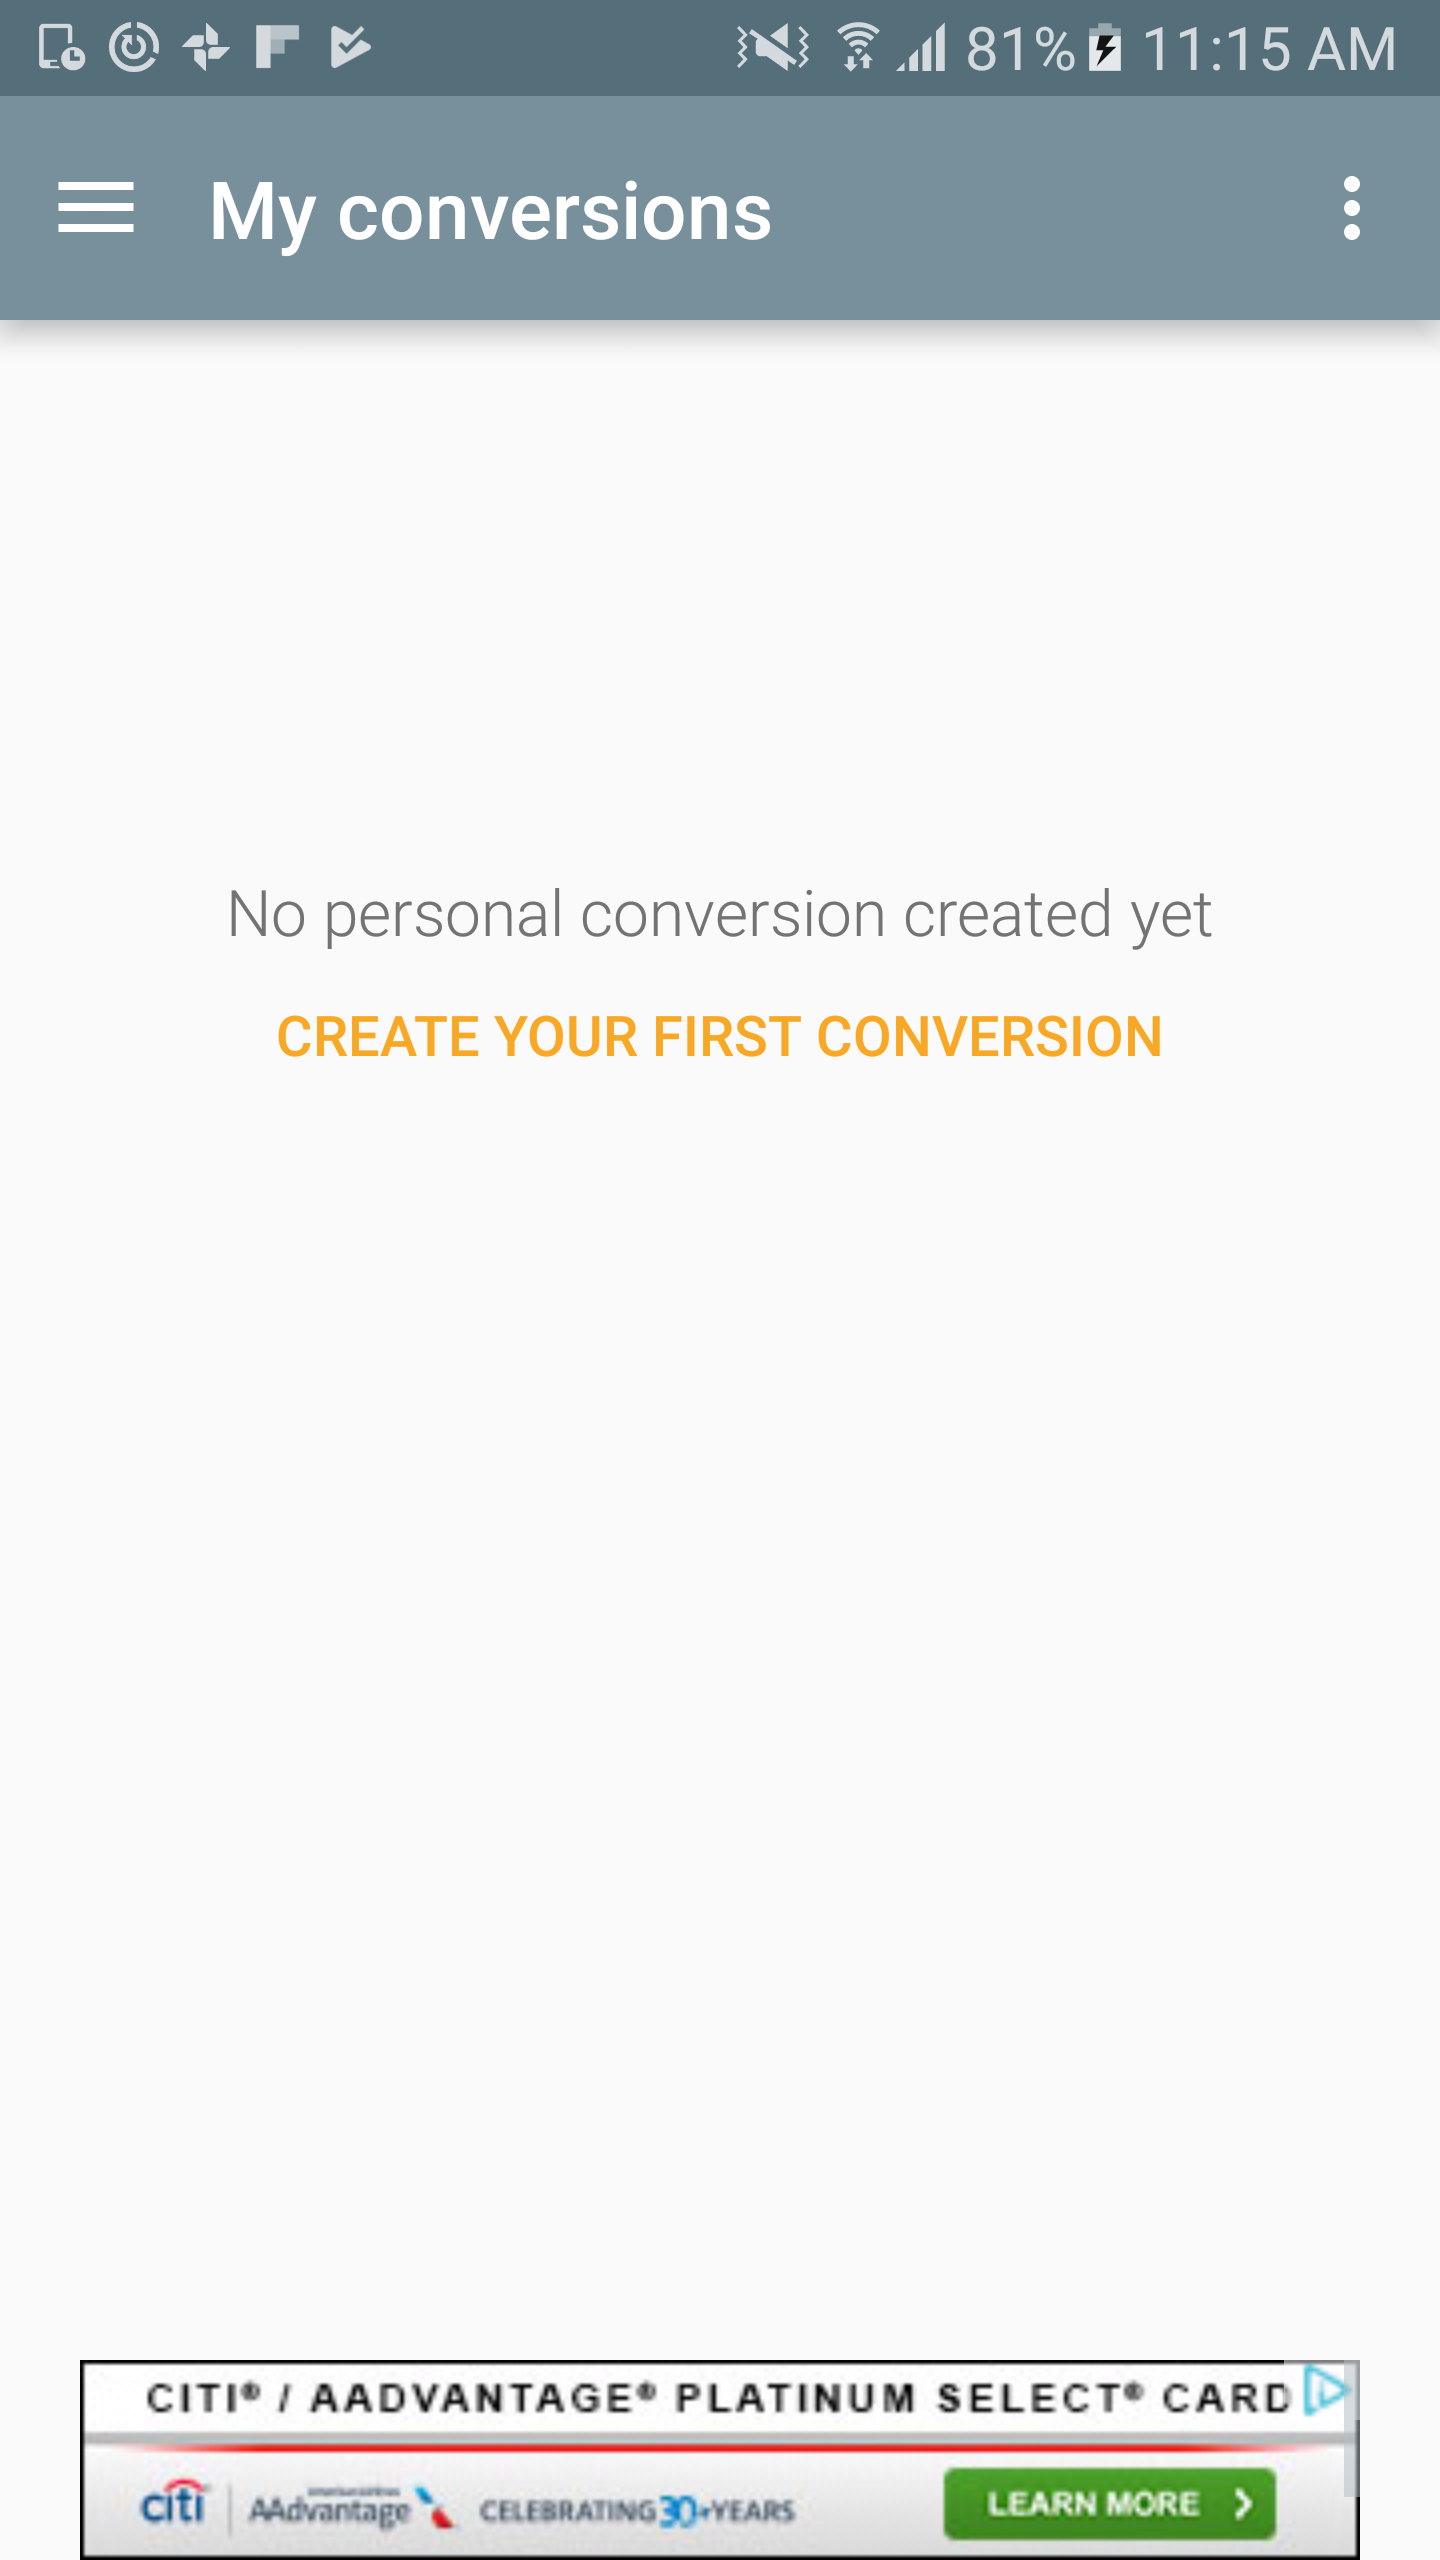 81% 11:15 AM
My conversions
No personal conversion created yet
CREATE YOUR FIRST CONVERSION
CITI® / AADVANTAGE® PLATINUM SELECT® CARD
citi AAdvantage CELEBRATING 30+ YEARS LEARN MORE